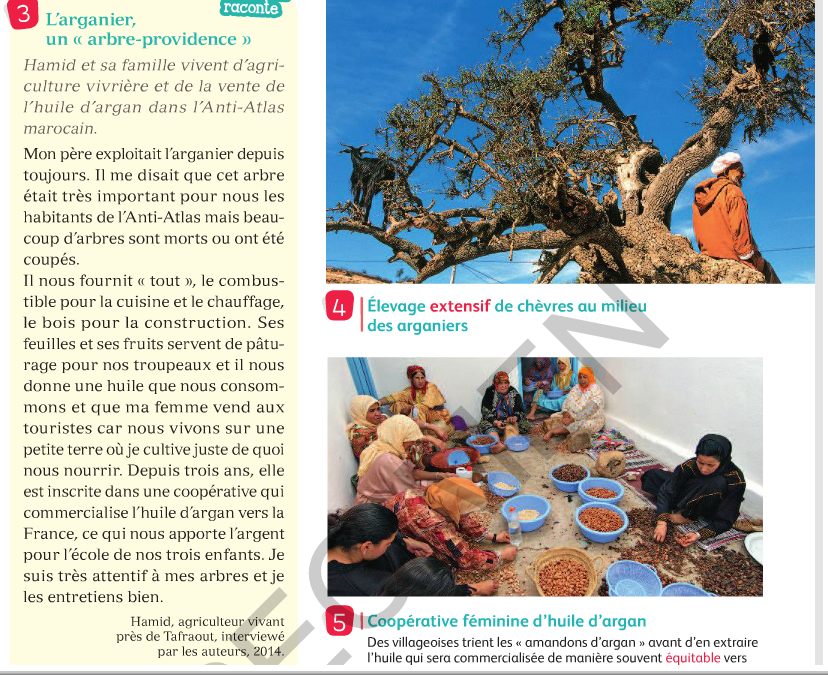 3
raconte
L'arganier,
un « arbre-providence »
Hamid et sa famille vivent d'agri-
culture vivrière et de la vente de
l'huile d'argan dans l'Anti-Atlas
marocain.
Mon père exploitait l'arganier depuis
toujours. Il me disait que cet arbre
était très important pour nous les
habitants de l'Anti-Atlas mais beau-
coup d'arbres sont morts ou ont été
coupés.
Il nous fournit « tout », le combus-
tible pour la cuisine et le chauffage,
le bois pour la construction. Ses
feuilles et ses fruits servent de pâtu-
rage pour nos troupeaux et il nous
donne une huile que nous consom-
mons et que ma femme vend aux
touristes car nous vivons sur une
petite terre où je cultive juste de quoi
nous nourrir. Depuis trois ans, elle
est inscrite dans une coopérative qui
commercialise l'huile d'argan vers la
France, ce qui nous apporte l'argent
pour l'école de nos trois enfants. Je
suis très attentif à mes arbres et je
les entretiens bien.
Hamid, agriculteur vivant
près de Tafraout, interviewé
par les auteurs, 2014.
4
Élevage extensif de chèvres au milieu
des arganiers
5
Coopérative féminine d'huile d'argan
Des villageoises trient les « amandons d'argan » avant d'en extraire
l'huile qui sera commercialisée de manière souvent équitable vers